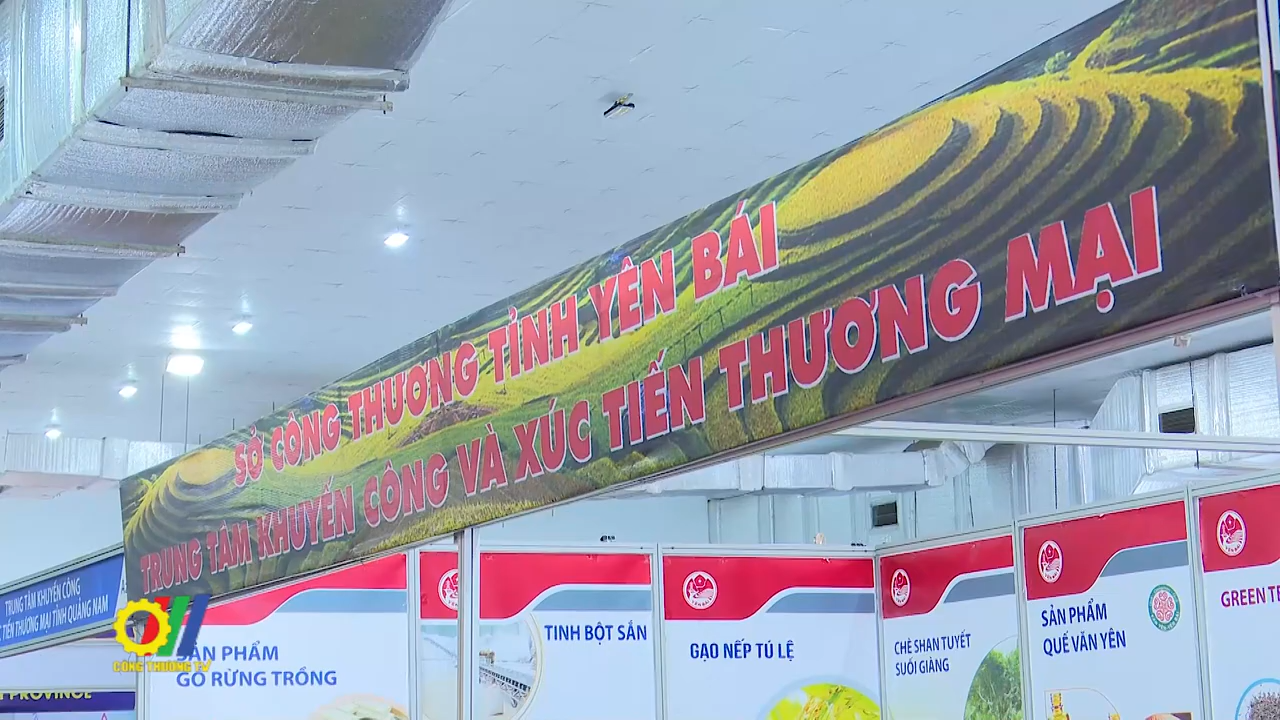 SỞ CÔNG THƯƠNG TỈNH YÊN BÁI
TRUNG TÂM KHUYẾN CÔNG VÀ XÚC TIẾN THƯƠNG MẠI
TRUNG TÂM KHUYẾN CÔNG
TIẾN THƯƠNG MẠI TỈNH QUẢNG NAM
PROVINCE
CÔNG THƯƠNG TV
SẢN PHẨM
GỖ RỪNG TRỒNG
TINH BỘT SẮN
GẠO NẾP TÚ LỆ
CHÈ SHAN TUYẾT
SUỐI GIÀNG
SẢN PHẨM
QUẾ VĂN YÊN
GREEN TE